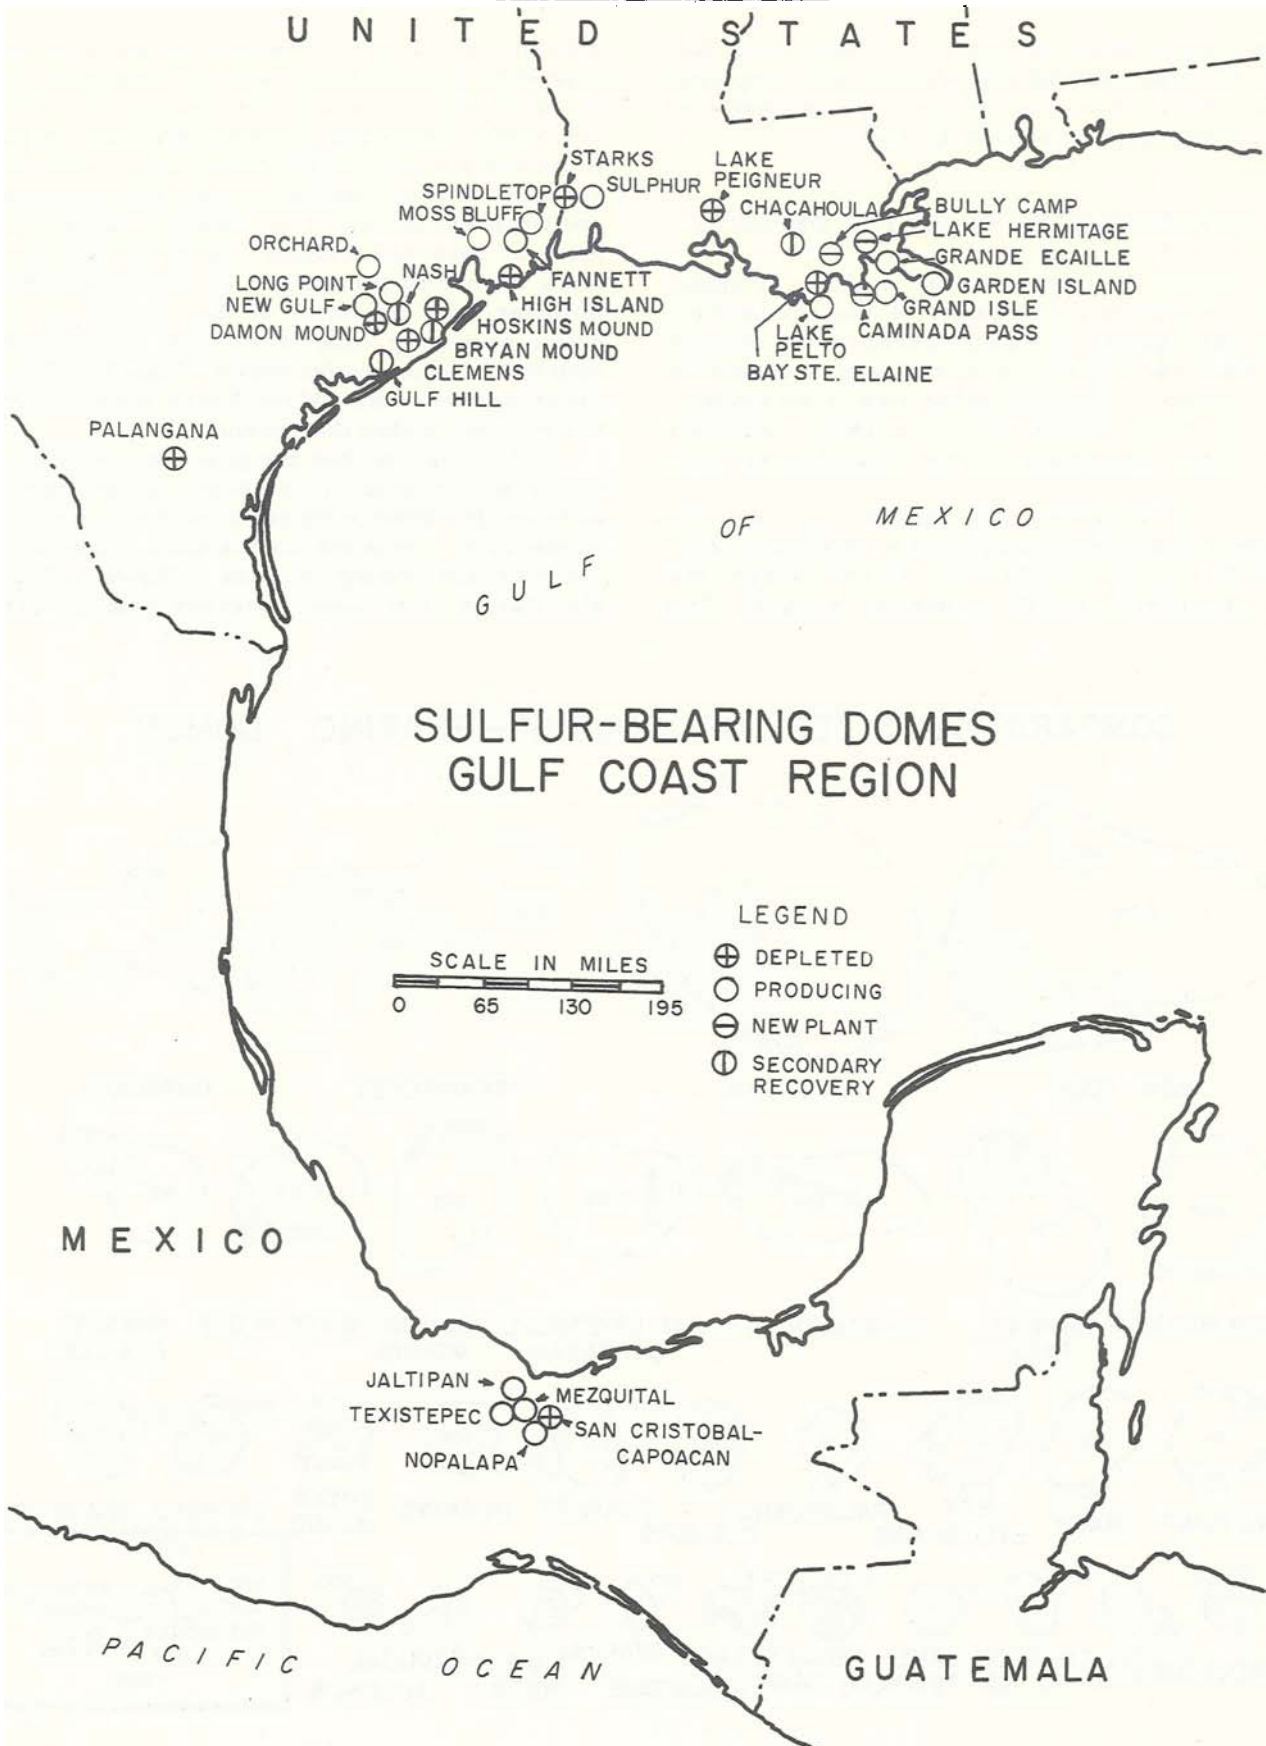 UNITED STATES
STARKS
SULPHUR
SPINDLETOP
MOSS BLUFF
LAKE
PEIGNEUR
CHACAHOULA
BULLY CAMP
LAKE HERMITAGE
GRANDE ECAILLE
GARDEN ISLAND
GRAND ISLE
CAMINADA PASS
LAKE
PELTO
BAY STE. ELAINE
ORCHARD
LONG POINT
NASH
NEW GULF
DAMON MOUND
FANNETT
HIGH ISLAND
HOSKINS MOUND
BRYAN MOUND
CLEMENS
GULF HILL
PALANGANA
GULF OF MEXICO
SULFUR-BEARING DOMES
GULF COAST REGION
LEGEND
DEPLETED
PRODUCING
NEW PLANT
SECONDARY
RECOVERY
SCALE IN MILES
0 65 130 195
MEXICO
JALTIPAN
MEZQUITAL
TEXISTEPEC
SAN CRISTOBAL-
CAPOACAN
NOPALAPA
PACIFIC OCEAN
GUATEMALA